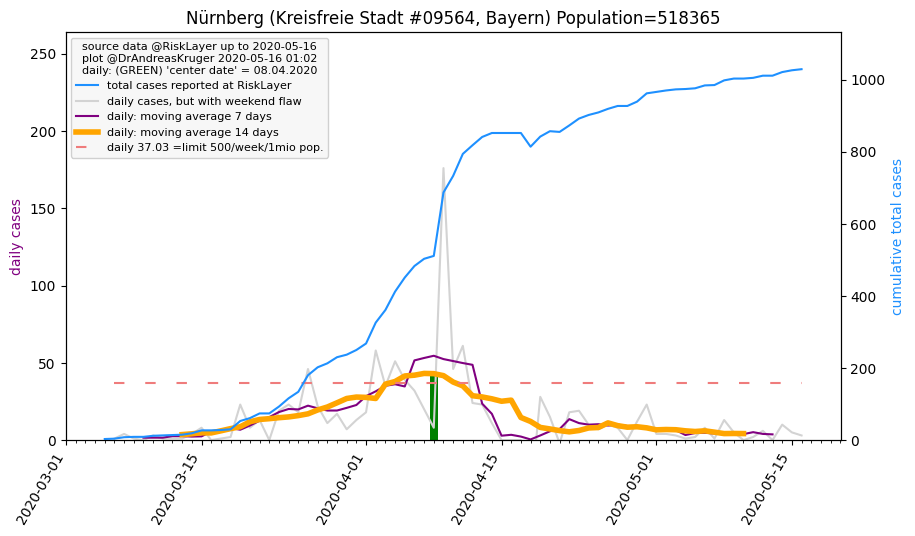 Nürnberg (Kreisfreie Stadt #09564, Bayern) Population=518365
source data @RiskLayer up to 2020-05-16
plot @DrAndreasKruger 2020-05-16 01:02
daily: (GREEN) 'center date' = 08.04.2020
total cases reported at RiskLayer
daily cases, but with weekend flaw
daily: moving average 7 days
daily: moving average 14 days
daily 37.03 =limit 500/week/1mio pop.
daily cases
250
200
150
100
50
0
cumulative total cases
1000
800
600
400
200
0
2020-03-01
2020-03-15
2020-04-01
2020-04-15
2020-05-01
2020-05-15